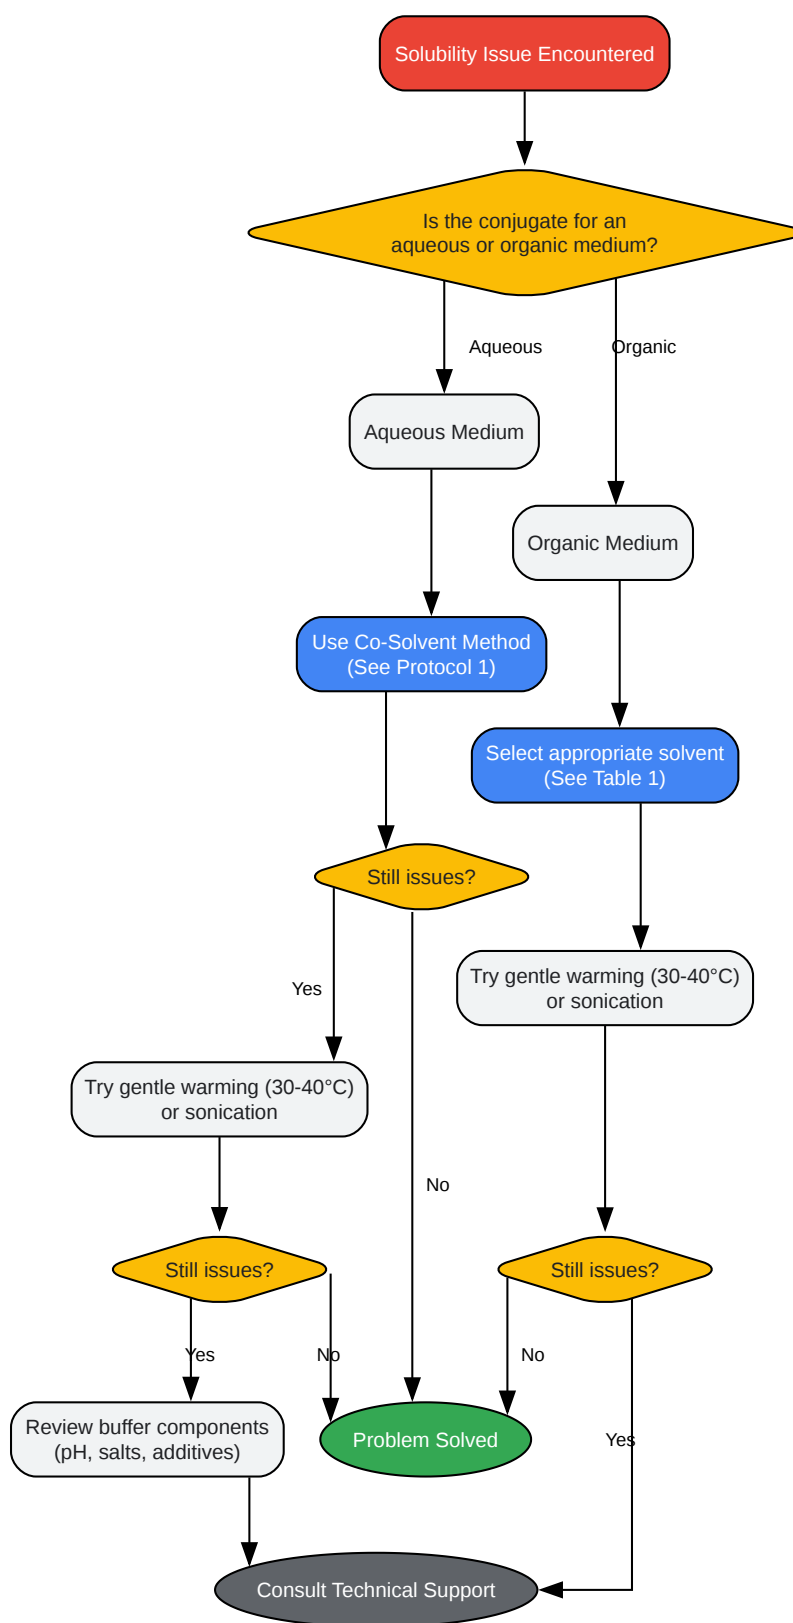 Solubility Issue Encountered
Is the conjugate for an
aqueous or organic medium?
Aqueous
Organic
Aqueous Medium
Organic Medium
Use Co-Solvent Method
(See Protocol 1)
Select appropriate solvent
(See Table 1)
Still issues?
Try gentle warming (30-40°C)
or sonication
Yes
Try gentle warming (30-40°C)
or sonication
No
Still issues?
Still issues?
Yes
No
No
Review buffer components
(pH, salts, additives)
Problem Solved
Yes
Consult Technical Support